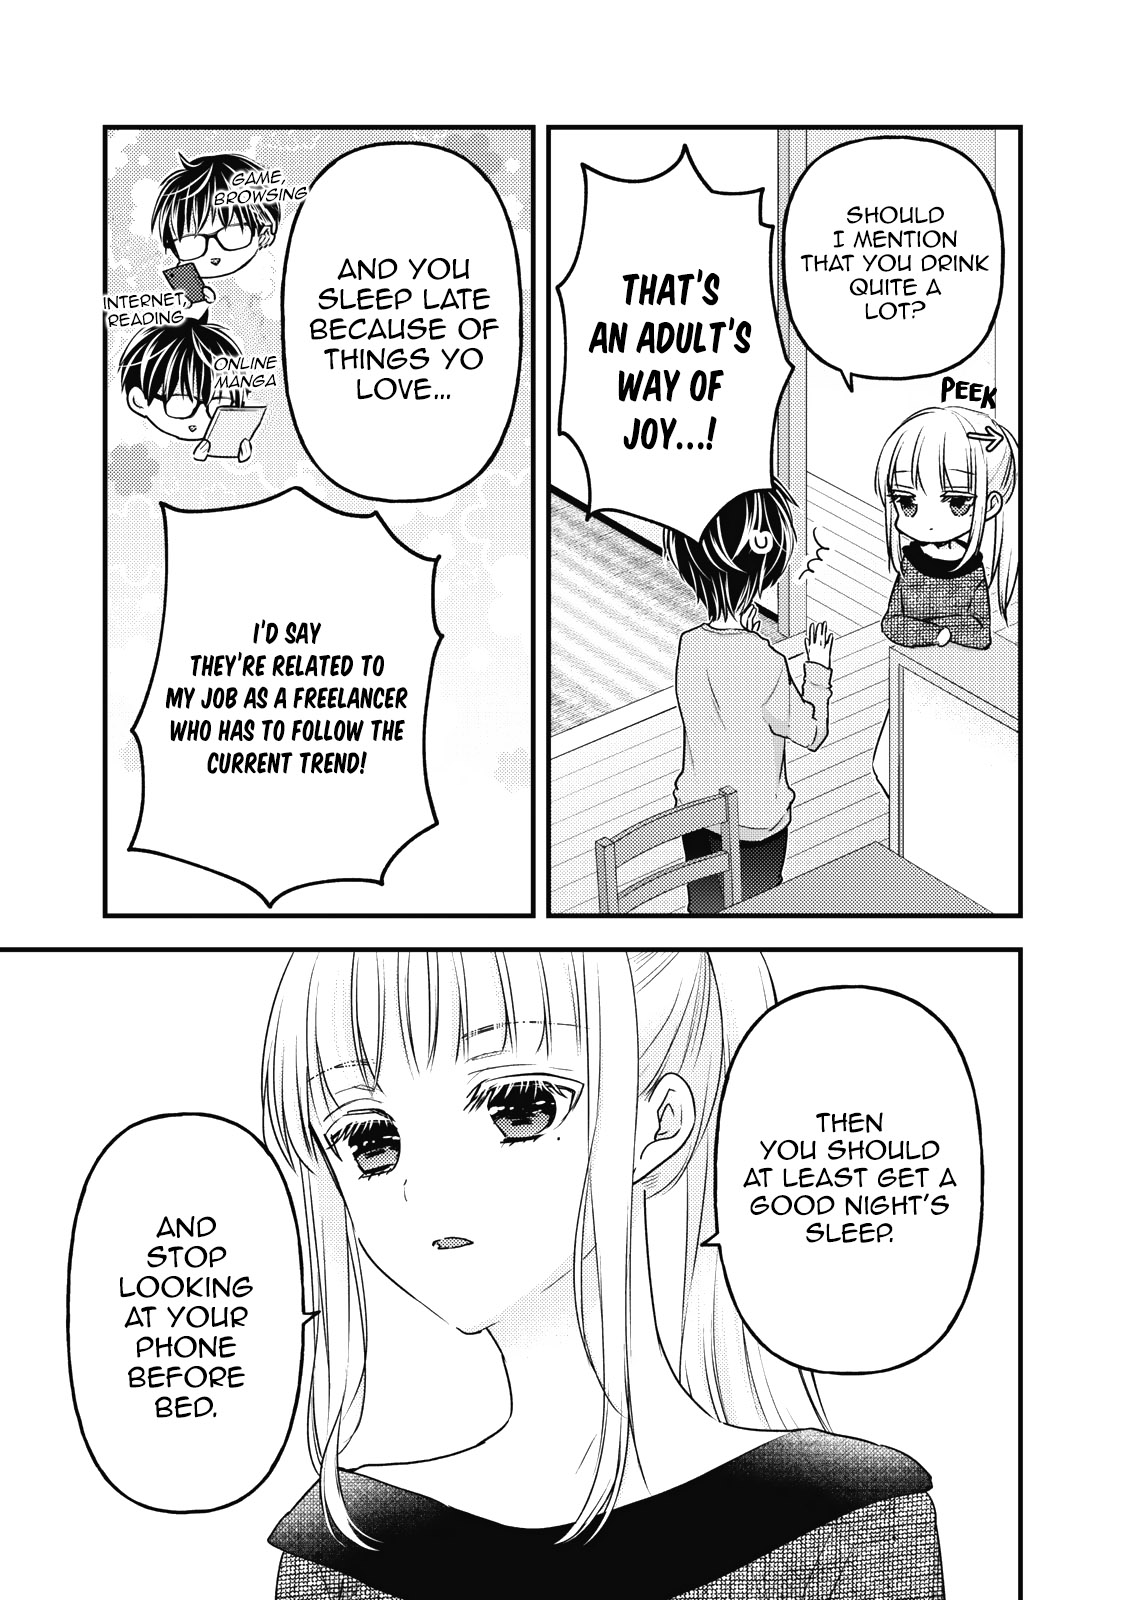 SHOULD
I MENTION
THAT YOU DRINK
QUITE A
LOT?
PEEK
THAT'S
AN ADULT'S
WAY OF
JOY...!
AND YOU
SLEEP LATE
BECAUSE OF
THINGS YO
LOVE...
GAME,
BROWSING
INTERNET,
READING
ONLINE
MANGA
I'D SAY
THEY'RE RELATED TO
MY JOB AS A FREELANCER
WHO HAS TO FOLLOW THE
CURRENT TREND!
THEN
YOU SHOULD
AT LEAST GET A
GOOD NIGHT'S
SLEEP.
AND
STOP
LOOKING
AT YOUR
PHONE
BEFORE
BED.